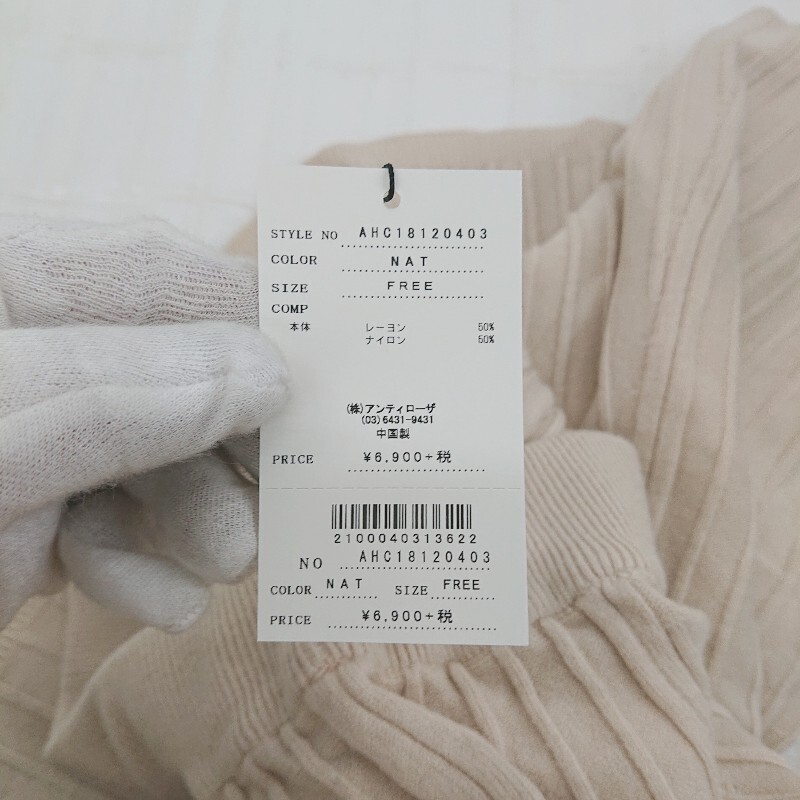 STYLE NO AHC18120403
COLOR NAT
SIZE FREE
COMP
本体 レーヨン 50%
ナイロン 50%
(株)アンティローザ
(03)6431-9431
中国製
PRICE ¥6,900+税
2100040313622
NO AHC18120403
COLOR NAT SIZE FREE
PRICE ¥6,900+税